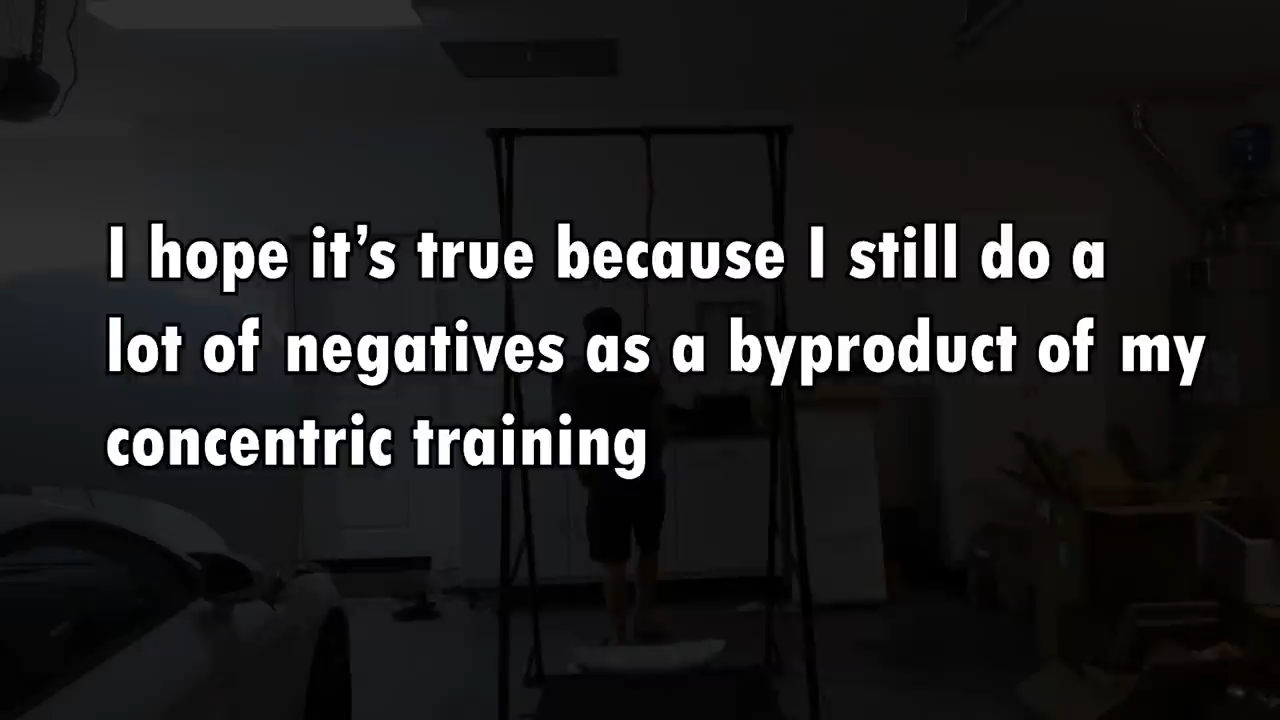 I hope it’s true because I still do a
lot of negatives as a byproduct of my
concentric training